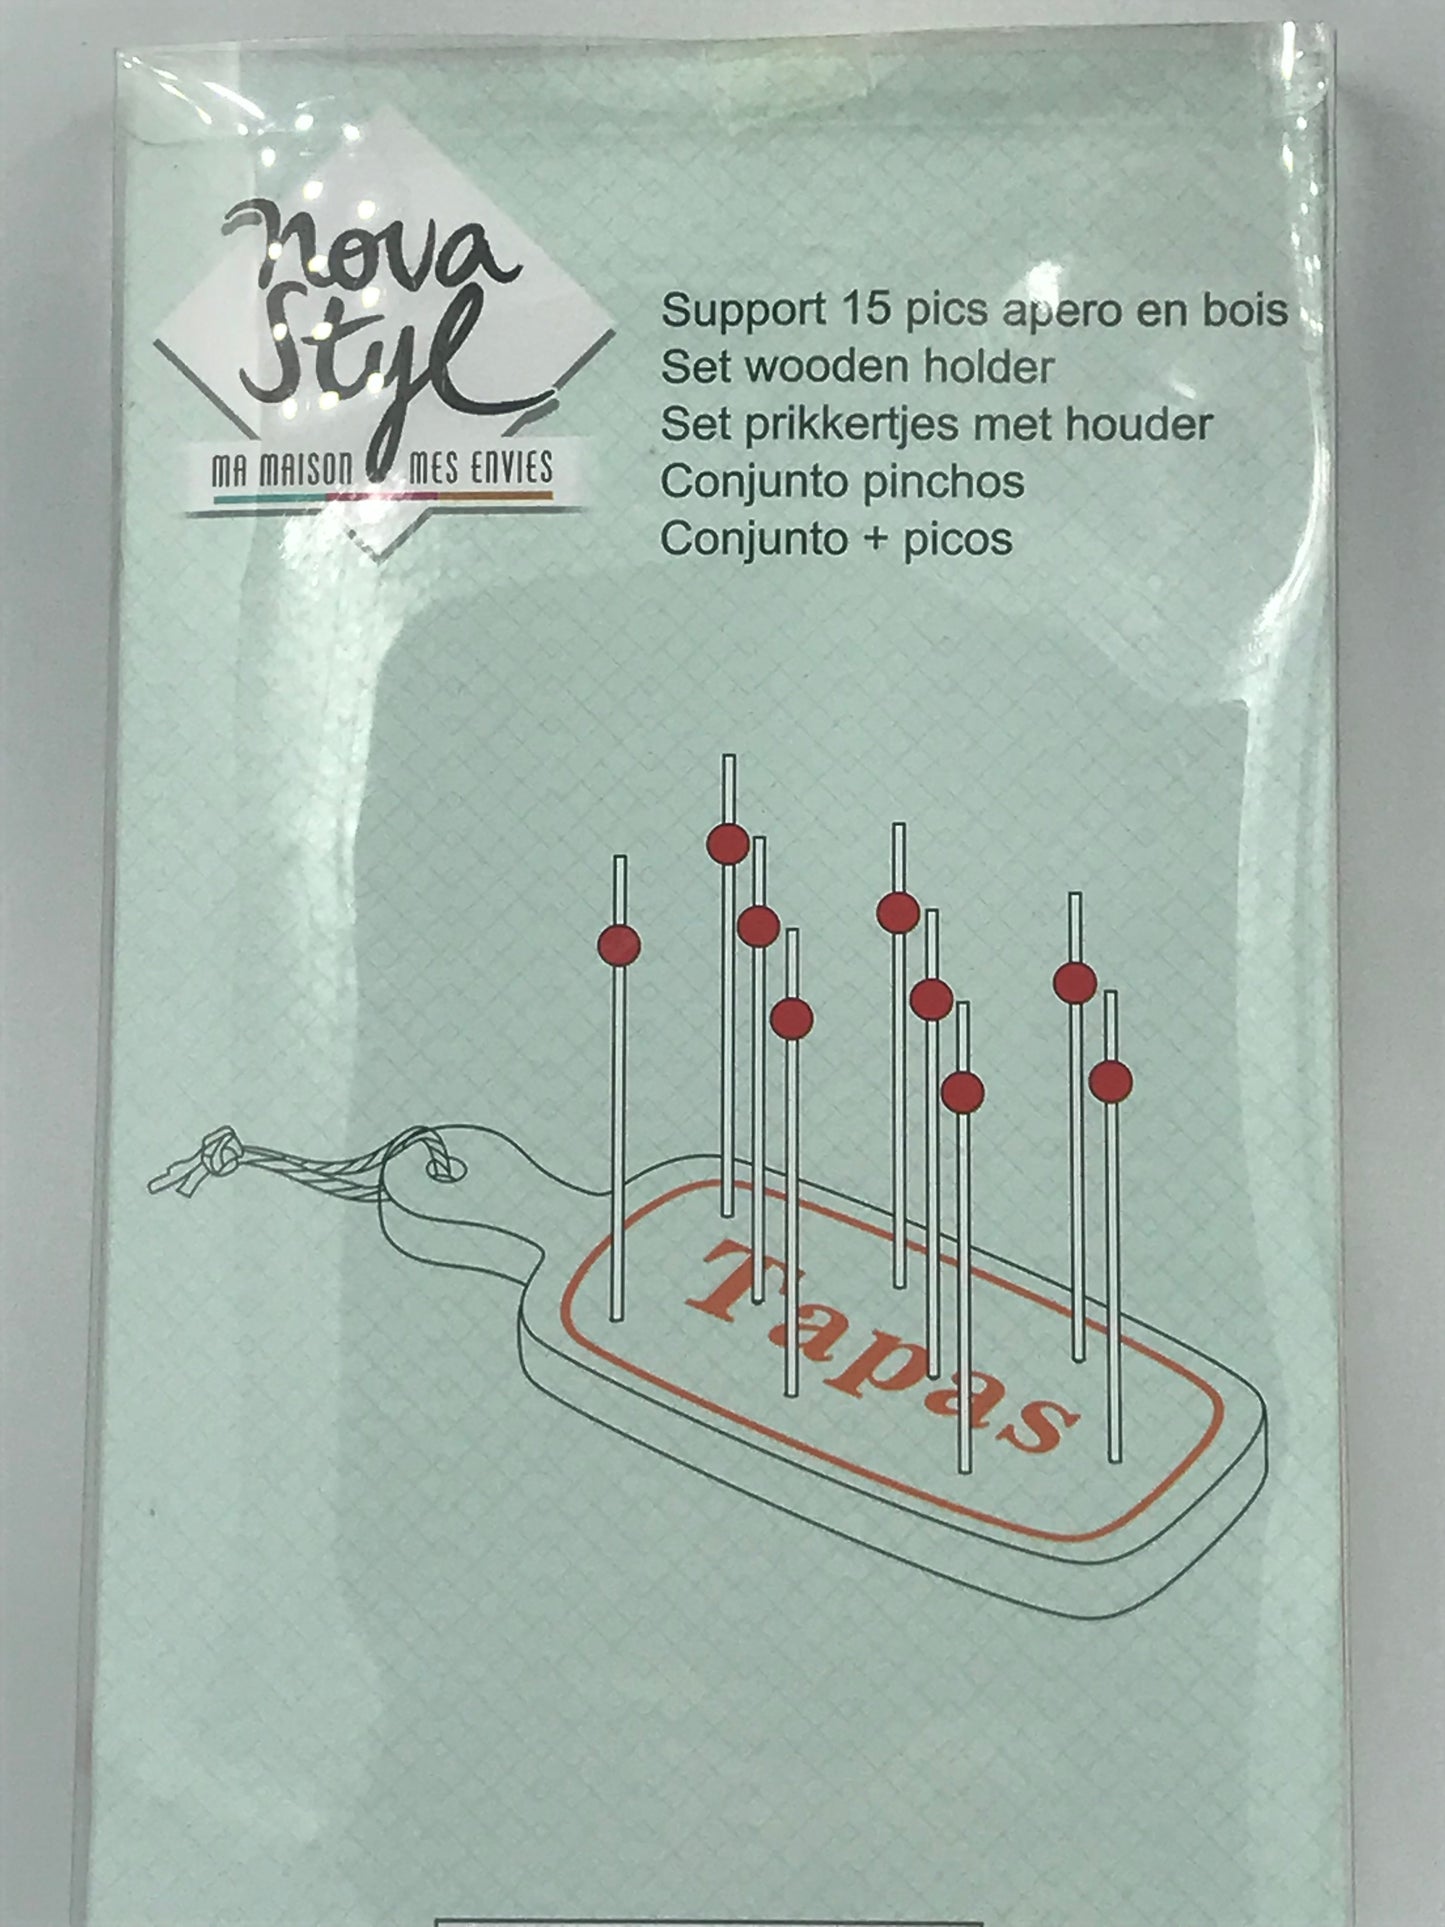 nova
Styl
MA MAISON MES ENVIES
Support 15 pics apero en bois
Set wooden holder
Set prikkertjes met houder
Conjunto pinchos
Conjunto + picos
Tapas